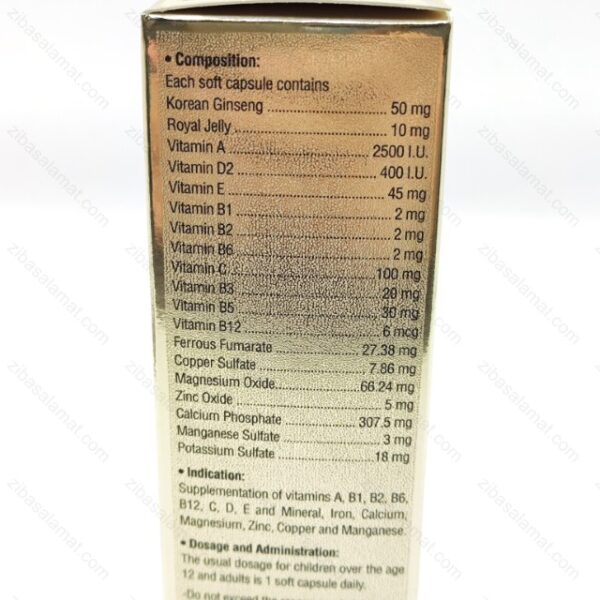 • Composition:
Each soft capsule contains
Korean Ginseng 50 mg
Royal Jelly 10 mg
Vitamin A 2500 I.U.
Vitamin D2 400 I.U.
Vitamin E 45 mg
Vitamin B1 2 mg
Vitamin B2 2 mg
Vitamin B6 2 mg
Vitamin C 100 mg
Vitamin B3 20 mg
Vitamin B5 30 mg
Vitamin B12 6 mcg
Ferrous Fumarate 27.38 mg
Copper Sulfate 7.86 mg
Magnesium Oxide 66.24 mg
Zinc Oxide 5 mg
Calcium Phosphate 307.5 mg
Manganese Sulfate 3 mg
Potassium Sulfate 18 mg
• Indication:
Supplementation of vitamins A, B1, B2, B6,
B12, C, D, E and Mineral, Iron, Calcium,
Magnesium, Zinc, Copper and Manganese.
• Dosage and Administration:
The usual dosage for children over the age
12 and adults is 1 soft capsule daily.
-Do not exceed the
zibasalamat.com